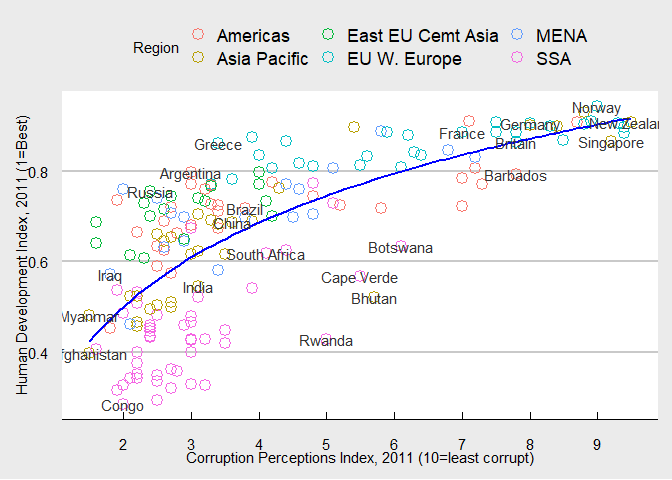 Region
Americas
East EU Cemt Asia
MENA
Asia Pacific
EU W. Europe
SSA
Human Development Index, 2011 (1=Best)
0.8
0.6
0.4
Norway
Greece
France
Germany
New Zealand
Britain
Singapore
Argentina
Barbados
Russia
Brazil
China
Botswana
South Africa
Iraq
India
Cape Verde
Bhutan
Myanmar
Rwanda
fghanistan
Congo
2 3 4 5 6 7 8 9
Corruption Perceptions Index, 2011 (10=least corrupt)